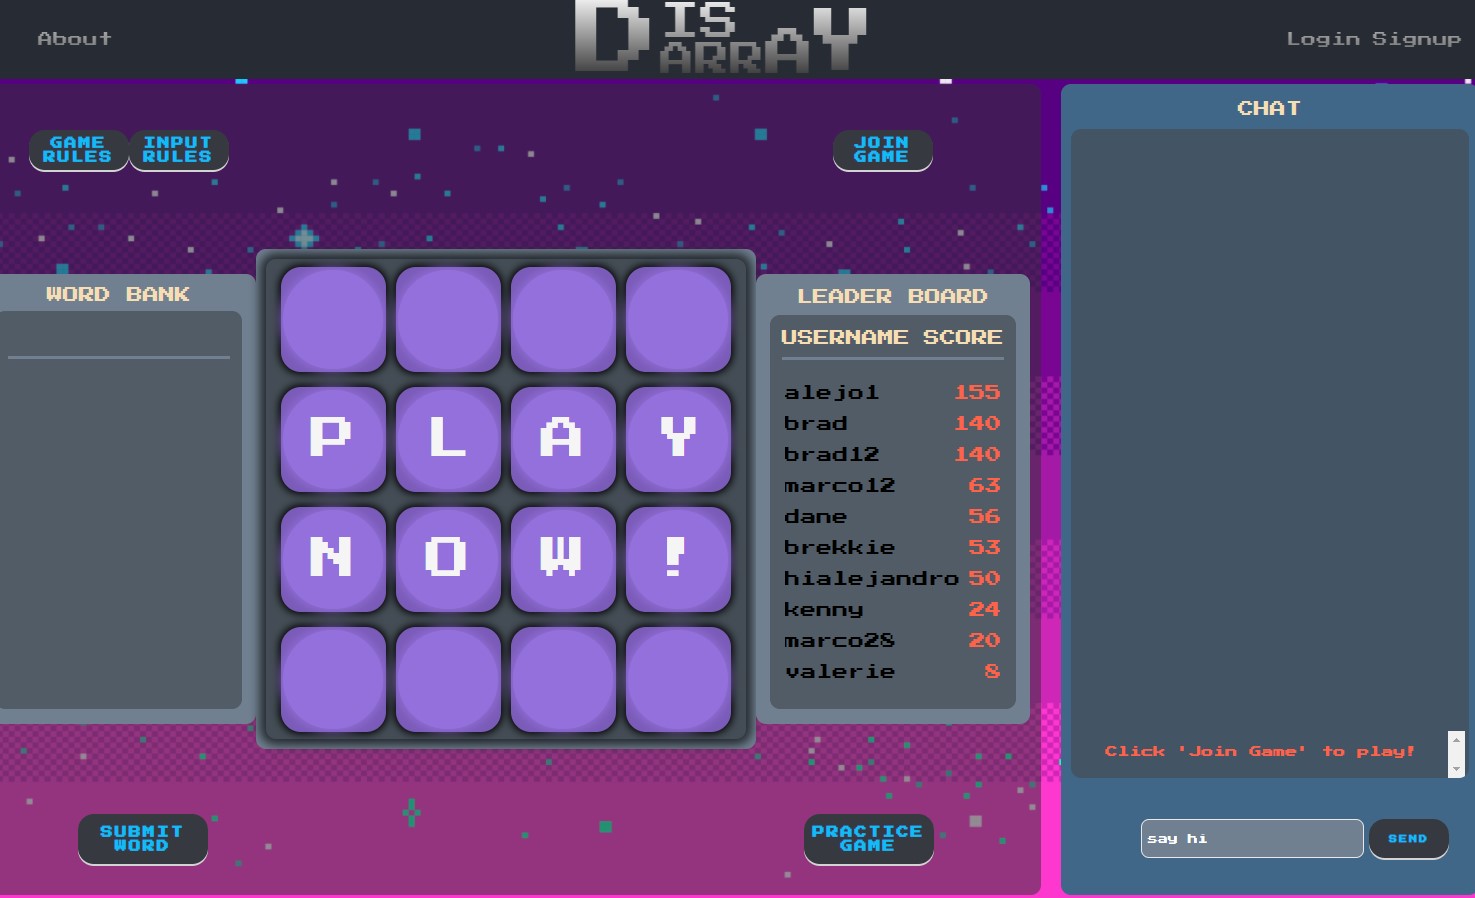 About
DISARRAY
Login Signup
GAME RULES
INPUT RULES
JOIN GAME
WORD BANK
P L A Y
N O W !
LEADER BOARD
USERNAME SCORE
alejo1 155
brad 140
brad12 140
marco12 63
dane 56
brekkie 53
hialejandro 50
kenny 24
marco28 20
valerie 8
SUBMIT WORD
PRACTICE GAME
CHAT
Click 'Join Game' to play!
say hi
SEND